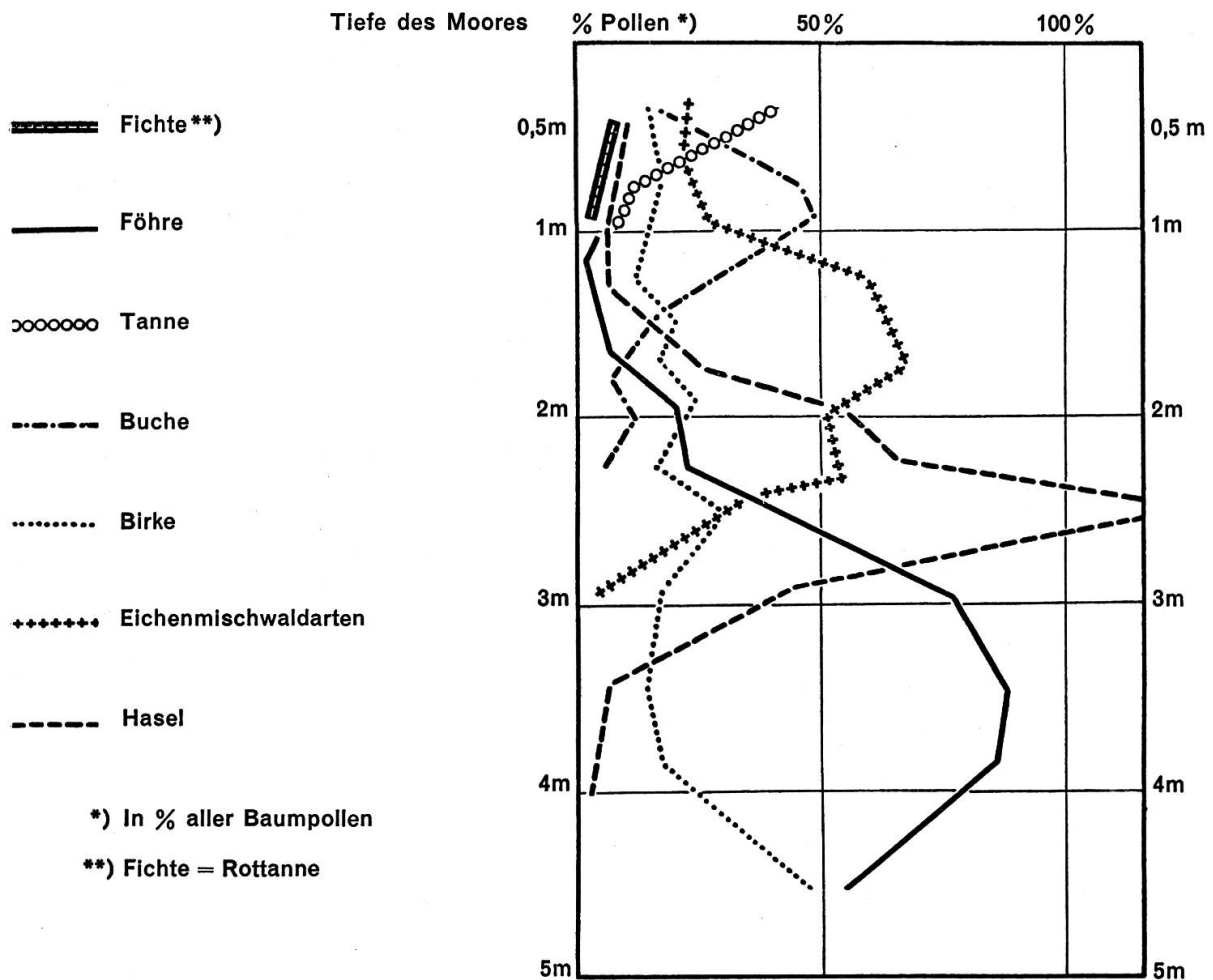 Tiefe des Moores % Pollen *) 50% 100%
Fichte**)
Föhre
Tanne
Buche
Birke
Eichenmischwaldarten
Hasel
*) In % aller Baumpollen
**) Fichte = Rottanne
0,5m 0,5 m
1m 1m
2m 2m
3m 3m
4m 4m
5m 5m